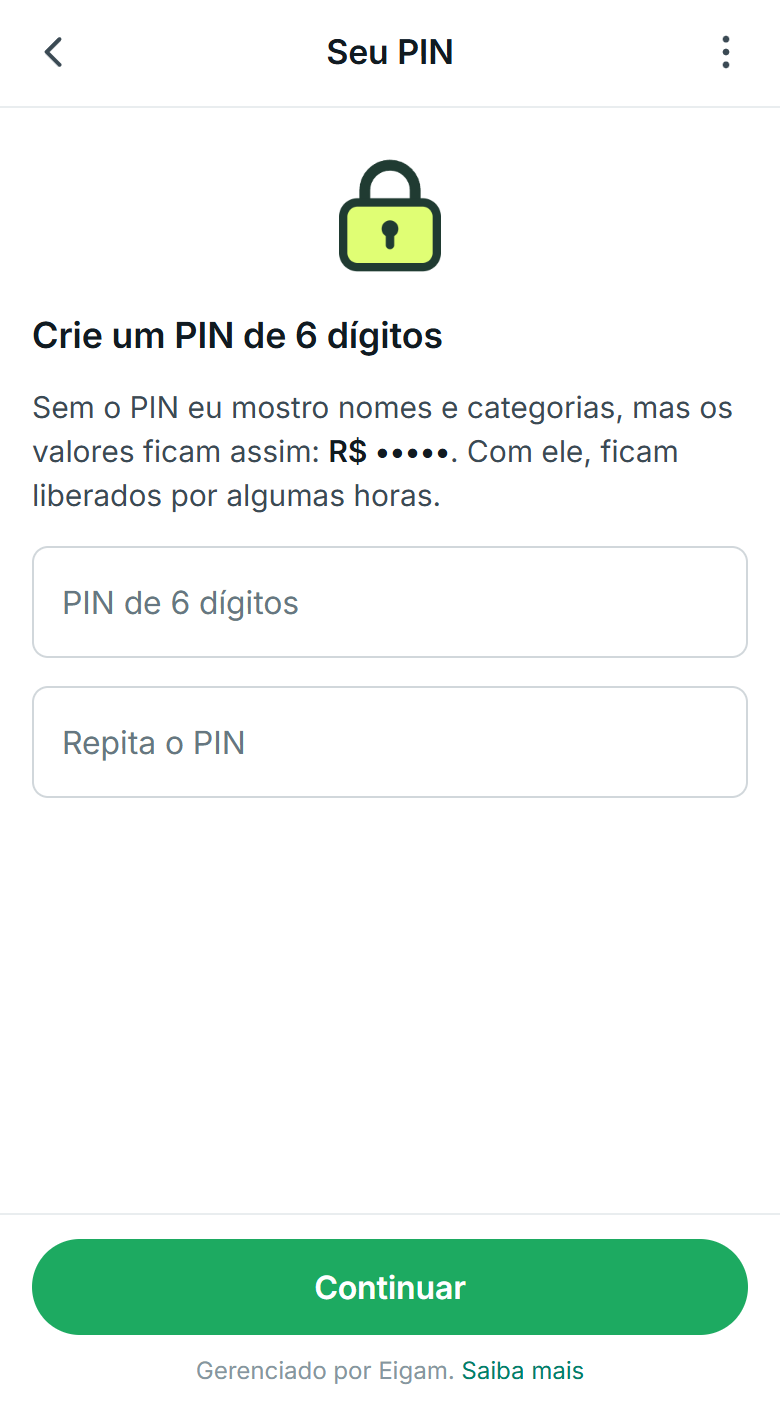 Seu PIN
Crie um PIN de 6 dígitos
Sem o PIN eu mostro nomes e categorias, mas os
valores ficam assim: R$ •••••. Com ele, ficam
liberados por algumas horas.
PIN de 6 dígitos
Repita o PIN
Continuar
Gerenciado por Eigam. Saiba mais